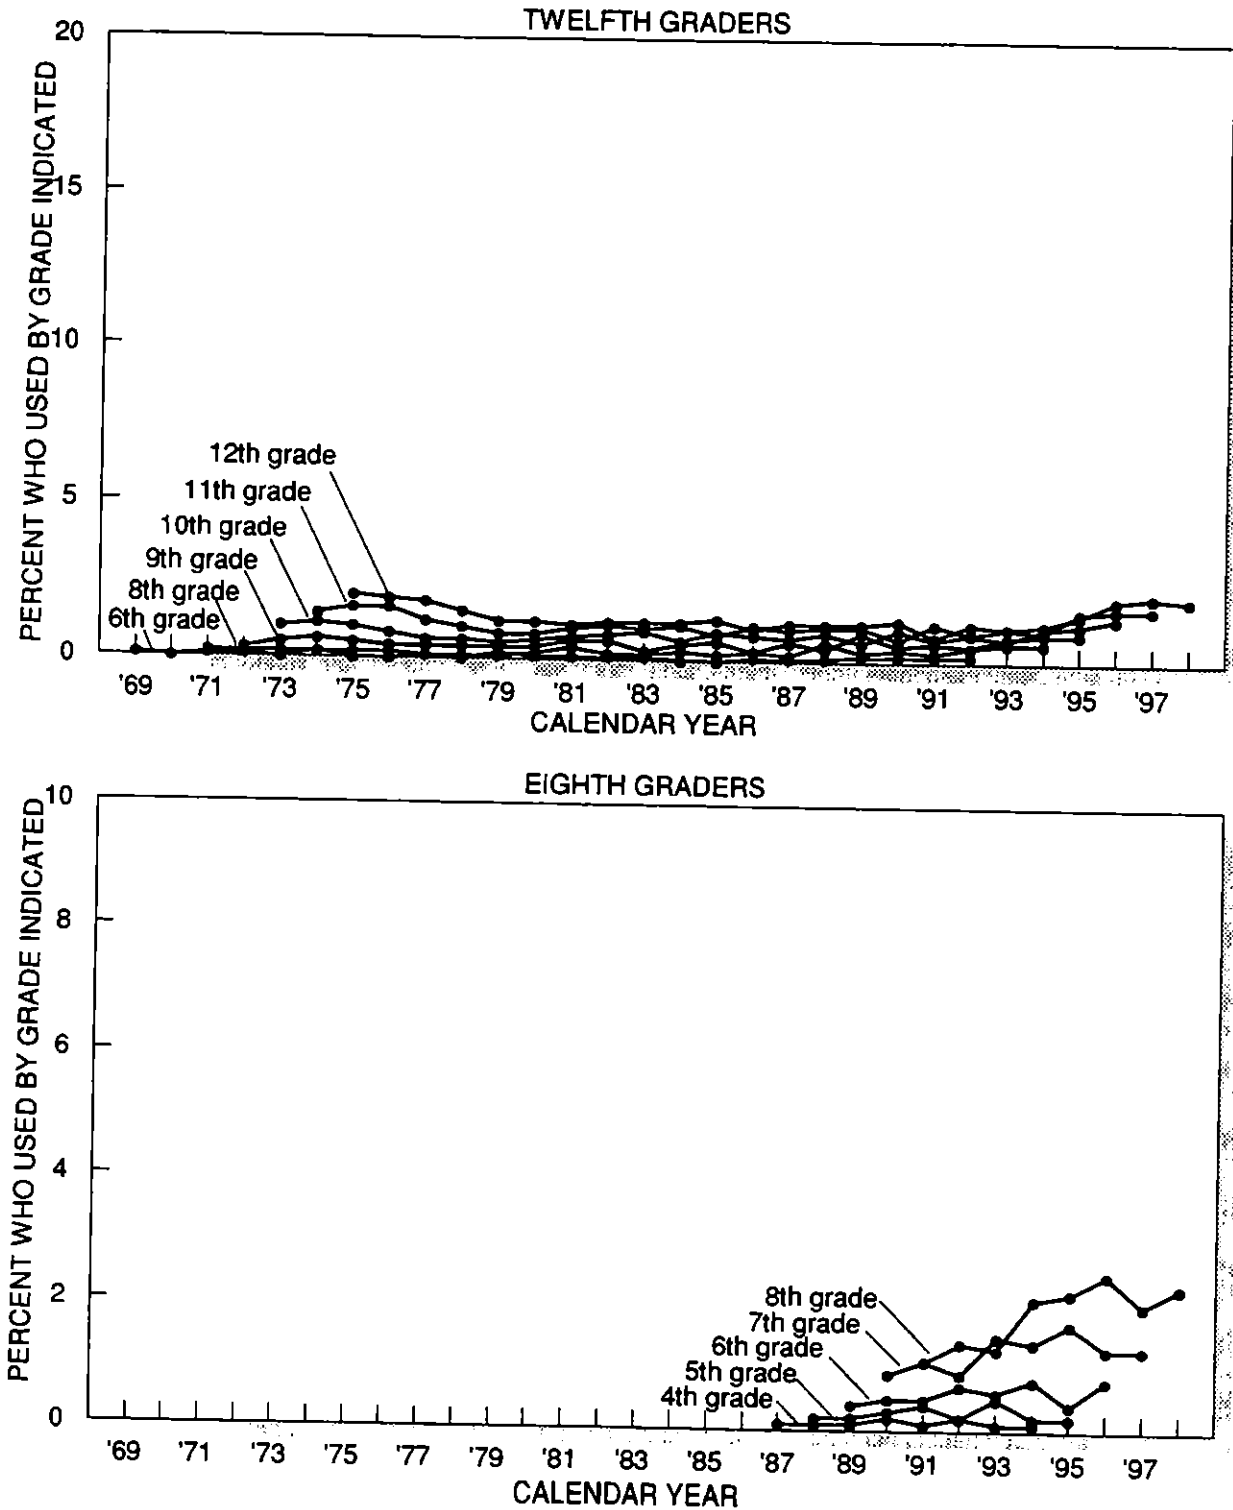 TWELFTH GRADERS
PERCENT WHO USED BY GRADE INDICATED
20
15
10
5
0
12th grade
11th grade
10th grade
9th grade
8th grade
6th grade
'69 '71 '73 '75 '77 '79 '81 '83 '85 '87 '89 '91 '93 '95 '97
CALENDAR YEAR
EIGHTH GRADERS
PERCENT WHO USED BY GRADE INDICATED
10
8
6
4
2
0
8th grade
7th grade
6th grade
5th grade
4th grade
'69 '71 '73 '75 '77 '79 '81 '83 '85 '87 '89 '91 '93 '95 '97
CALENDAR YEAR